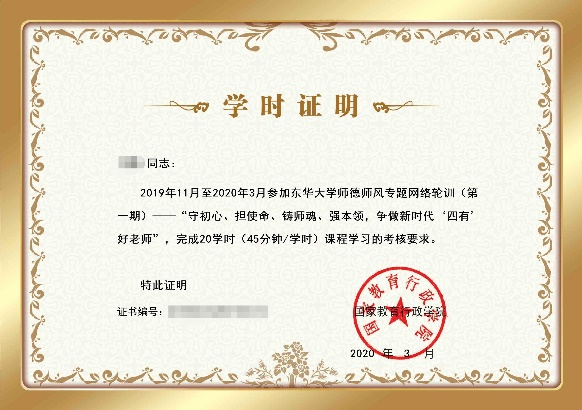 学时证明
同志：
2019年11月至2020年3月参加东华大学师德师风专题网络轮训（第
一期）——“守初心、担使命、铸师魂、强本领，争做新时代‘四有’
好老师”，完成20学时（45分钟/学时）课程学习的考核要求。
特此证明
证书编号：
国家教育行政学院
国家教育行政学院
2020 年 3 月